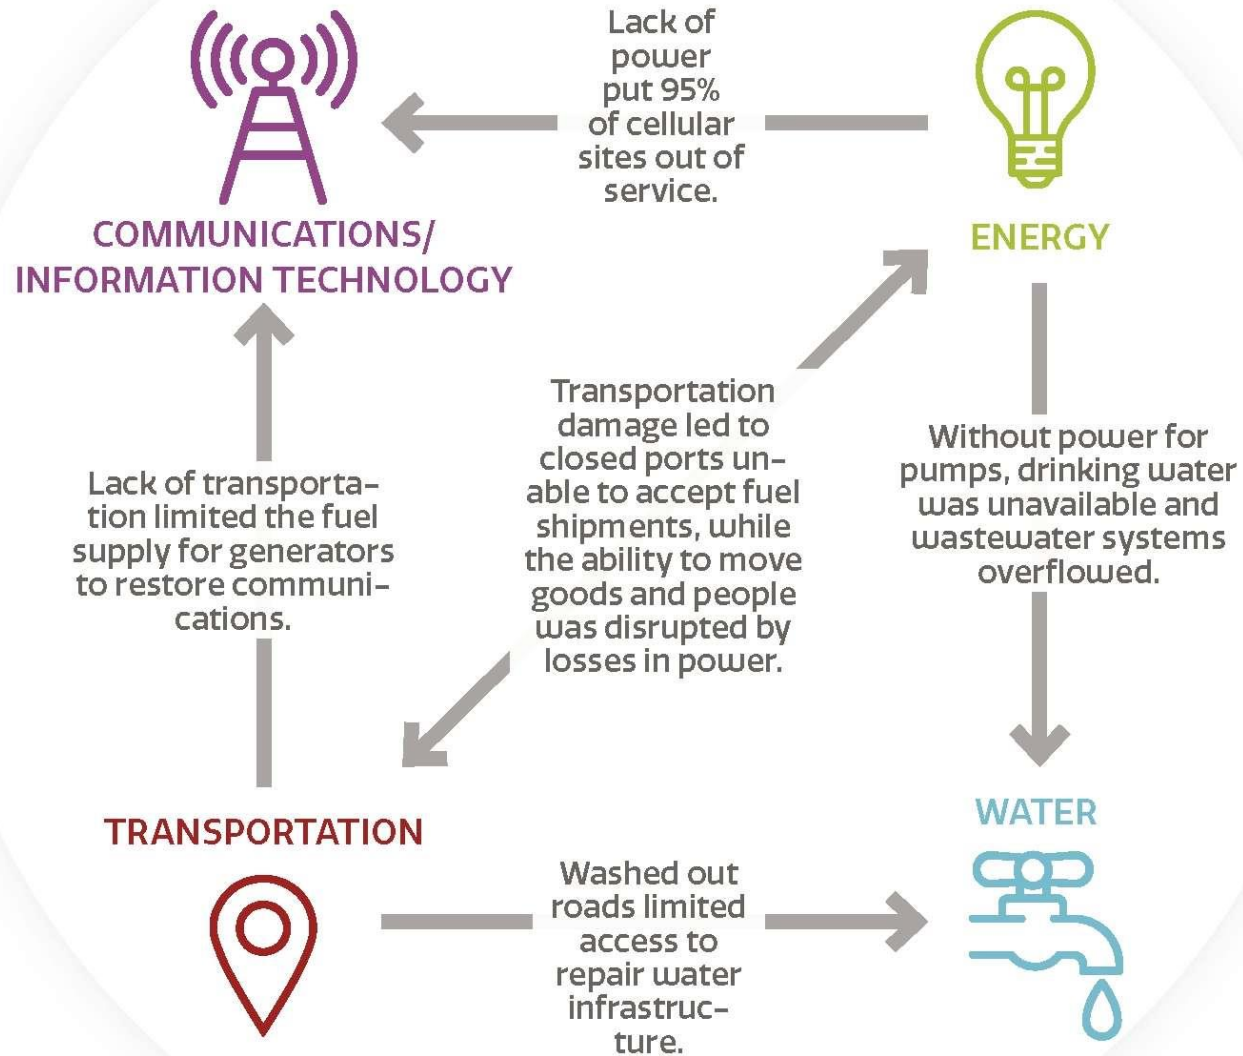 Lack of
power
put 95%
of cellular
sites out of
service.
COMMUNICATIONS/
INFORMATION TECHNOLOGY
ENERGY
Lack of transporta-
tion limited the fuel
supply for generators
to restore communi-
cations.
Transportation
damage led to
closed ports un-
able to accept fuel
shipments, while
the ability to move
goods and people
was disrupted by
losses in power.
Without power for
pumps, drinking water
was unavailable and
wastewater systems
overflowed.
TRANSPORTATION
WATER
Washed out
roads limited
access to
repair water
infrastruc-
ture.